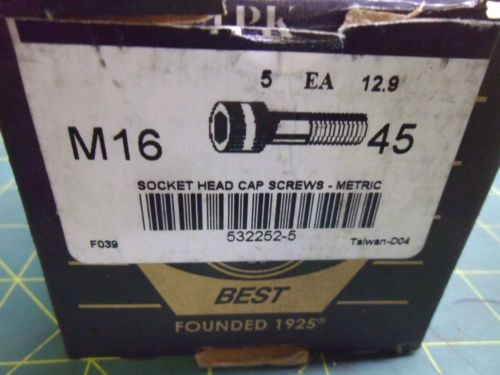 5 EA 12.9
M16 45
SOCKET HEAD CAP SCREWS - METRIC
532252-5
F039 Taiwan-D04
BEST
FOUNDED 1925®